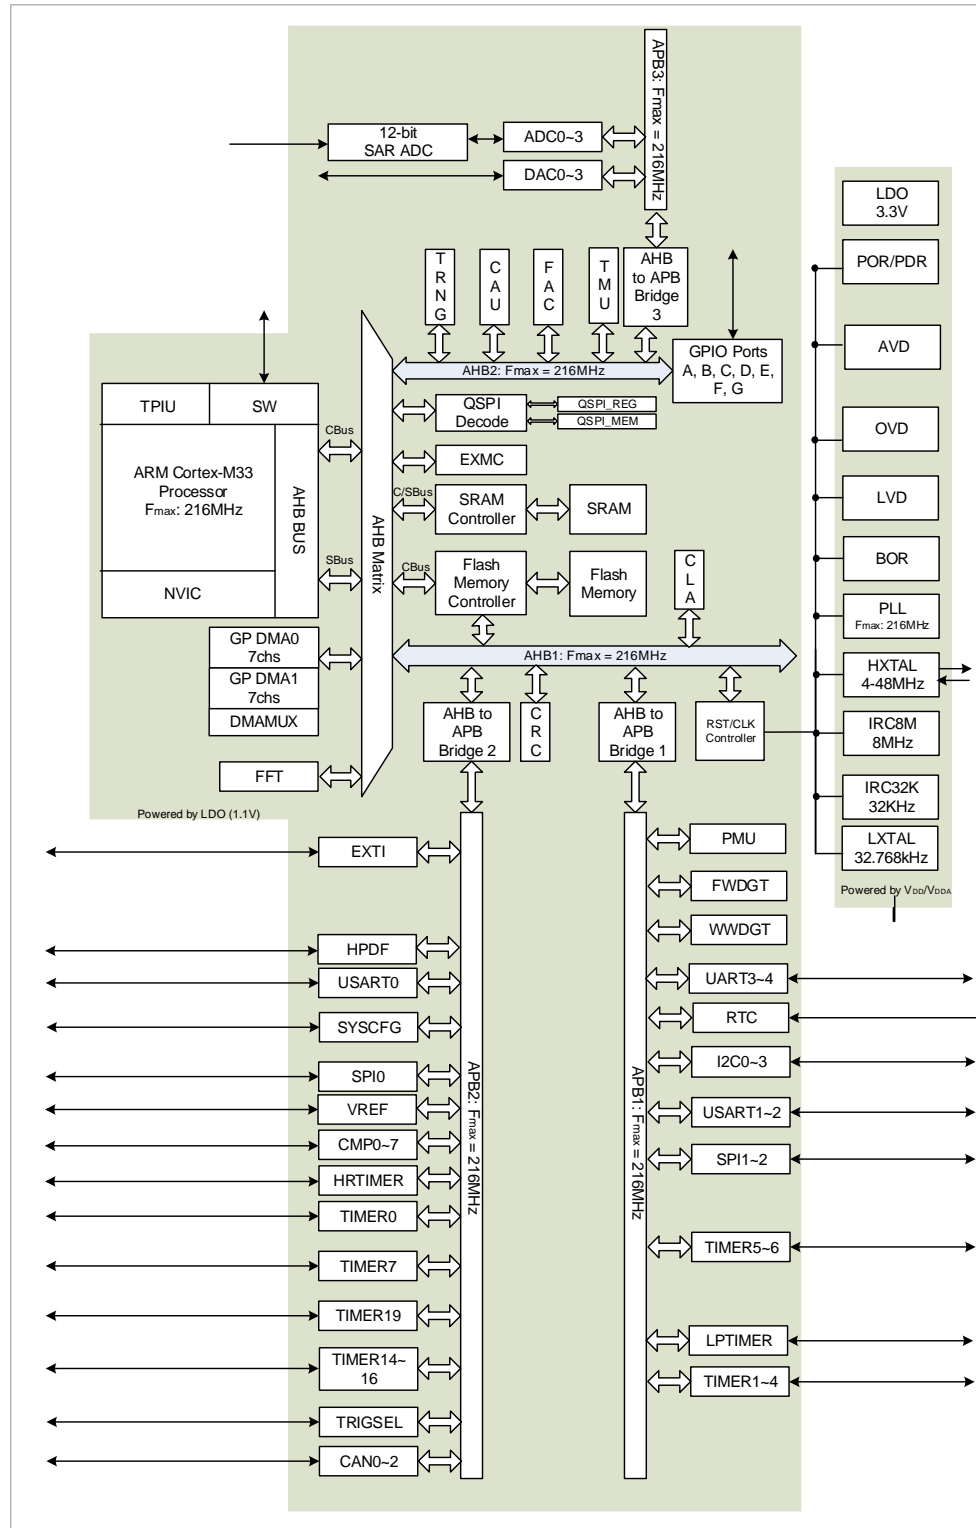 APB3: Fmax = 216MHz
12-bit
SAR ADC
ADC0~3
DAC0~3
LDO
3.3V
POR/PDR
AVD
OVD
LVD
BOR
PLL
Fmax: 216MHz
HXTAL
4-48MHz
IRC8M
8MHz
IRC32K
32KHz
LXTAL
32.768kHz
Powered by VDD/VDDA
TRNG
CAU
FAC
TMU
AHB
to APB
Bridge
3
AHB2: Fmax = 216MHz
GPIO Ports
A, B, C, D, E,
F, G
TPIU
SW
ARM Cortex-M33
Processor
Fmax: 216MHz
AHB BUS
NVIC
CBus
SBus
AHB Matrix
QSPI
Decode
QSPI_REG
QSPI_MEM
EXMC
C/SBus
SRAM
Controller
SRAM
CBus
Flash
Memory
Controller
Flash
Memory
CLA
GP DMA0
7chs
GP DMA1
7chs
DMAMUX
FFT
Powered by LDO (1.1V)
AHB1: Fmax = 216MHz
AHB to
APB
Bridge 2
CRC
AHB to
APB
Bridge 1
RST/CLK
Controller
APB2: Fmax = 216MHz
EXTI
HPDF
USART0
SYSCFG
SPI0
VREF
CMP0~7
HRTIMER
TIMER0
TIMER7
TIMER19
TIMER14~
16
TRIGSEL
CAN0~2
APB1: Fmax = 216MHz
PMU
FWDGT
WWDGT
UART3~4
RTC
I2C0~3
USART1~2
SPI1~2
TIMER5~6
LPTIMER
TIMER1~4